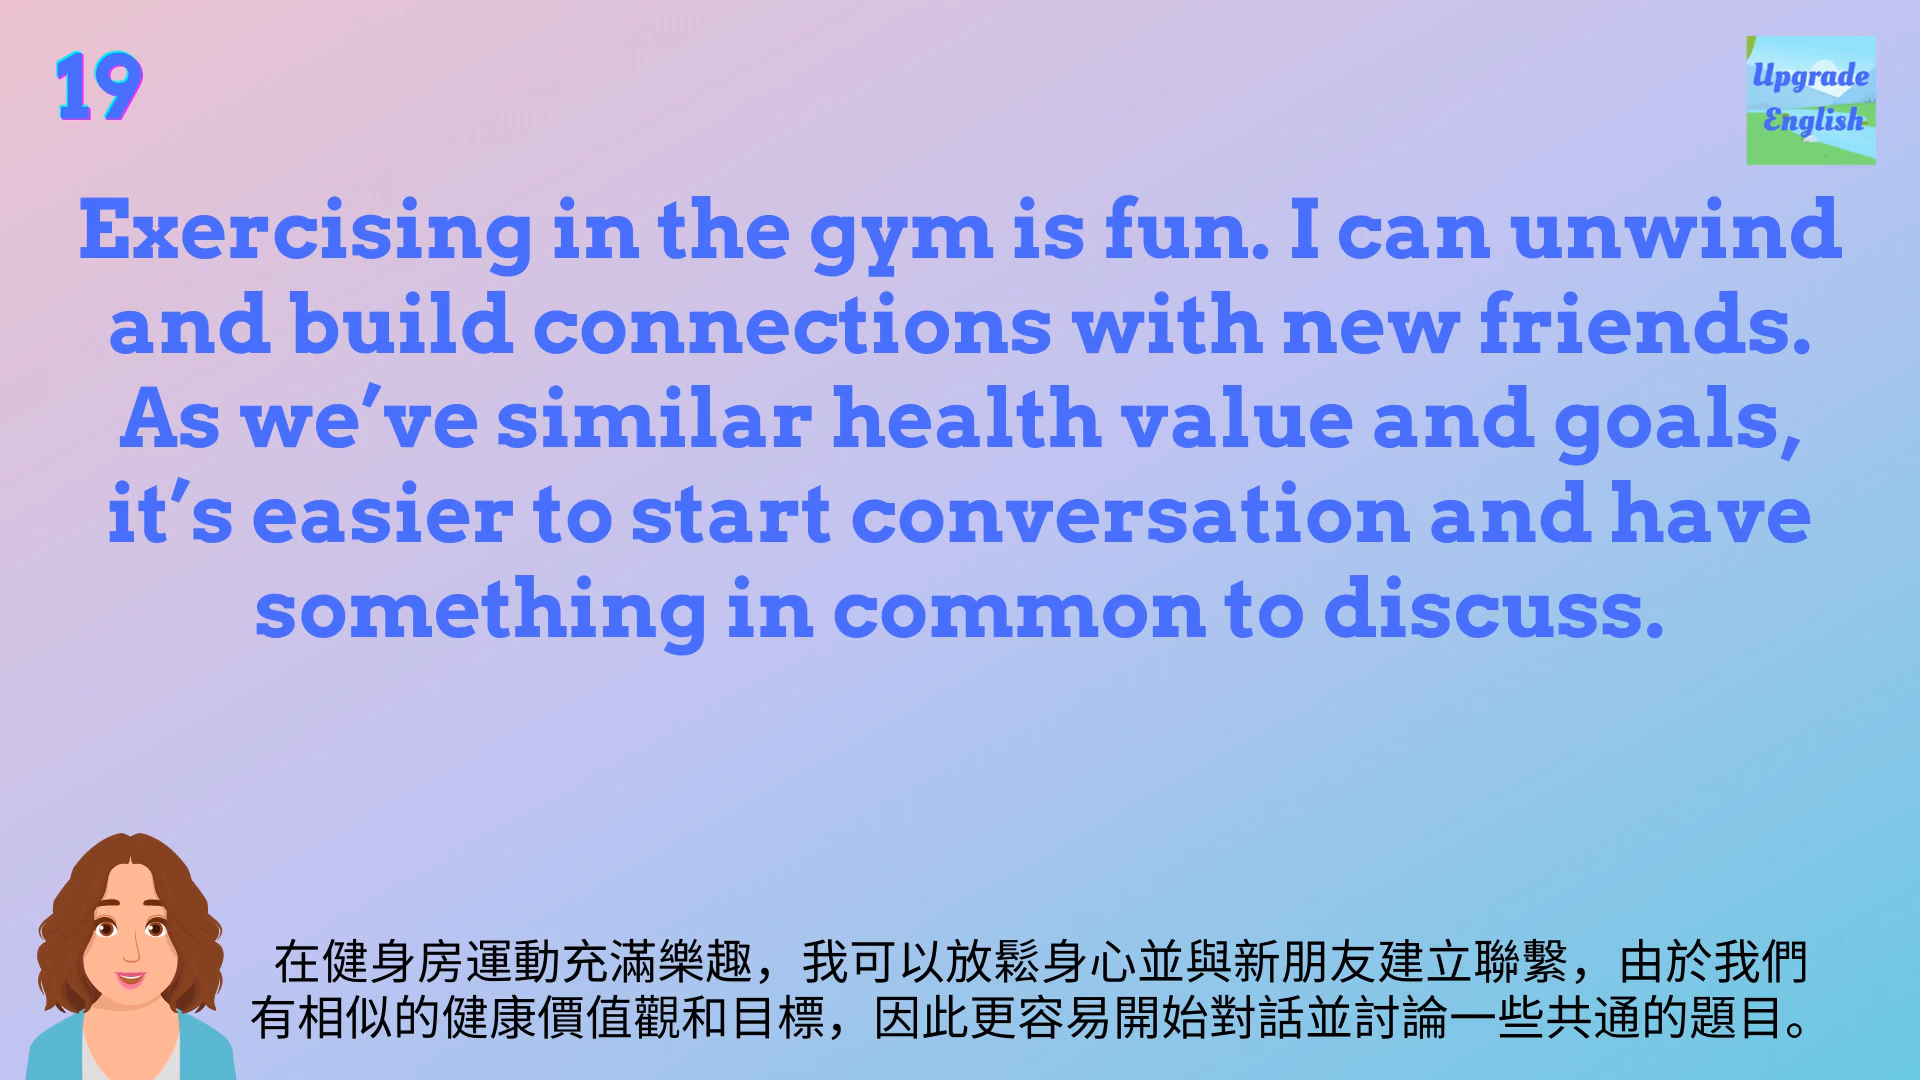 19
Upgrade
English
Exercising in the gym is fun. I can unwind
and build connections with new friends.
As we’ve similar health value and goals,
it’s easier to start conversation and have
something in common to discuss.
在健身房運動充滿樂趣，我可以放鬆身心並與新朋友建立聯繫，由於我們
有相似的健康價值觀和目標，因此更容易開始對話並討論一些共通的題目。